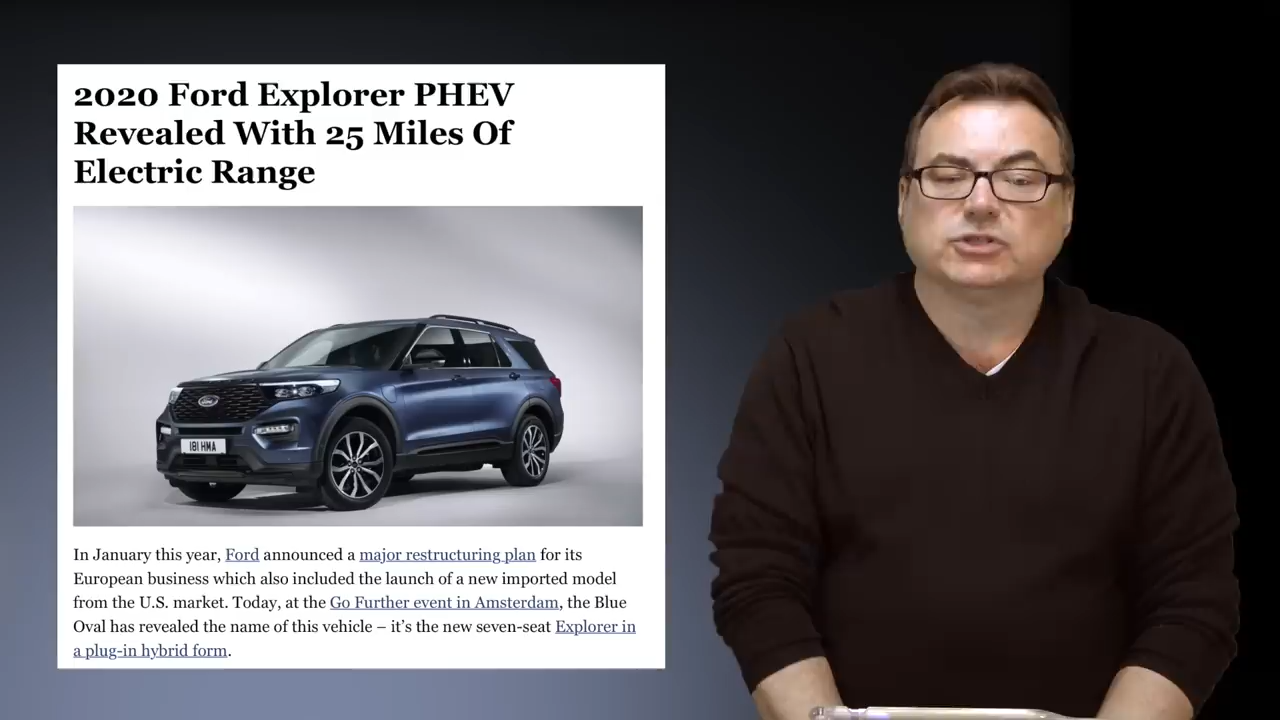 2020 Ford Explorer PHEV
Revealed With 25 Miles Of
Electric Range
Ford
181 HMA
In January this year, Ford announced a major restructuring plan for its
European business which also included the launch of a new imported model
from the U.S. market. Today, at the Go Further event in Amsterdam, the Blue
Oval has revealed the name of this vehicle – it’s the new seven-seat Explorer in
a plug-in hybrid form.